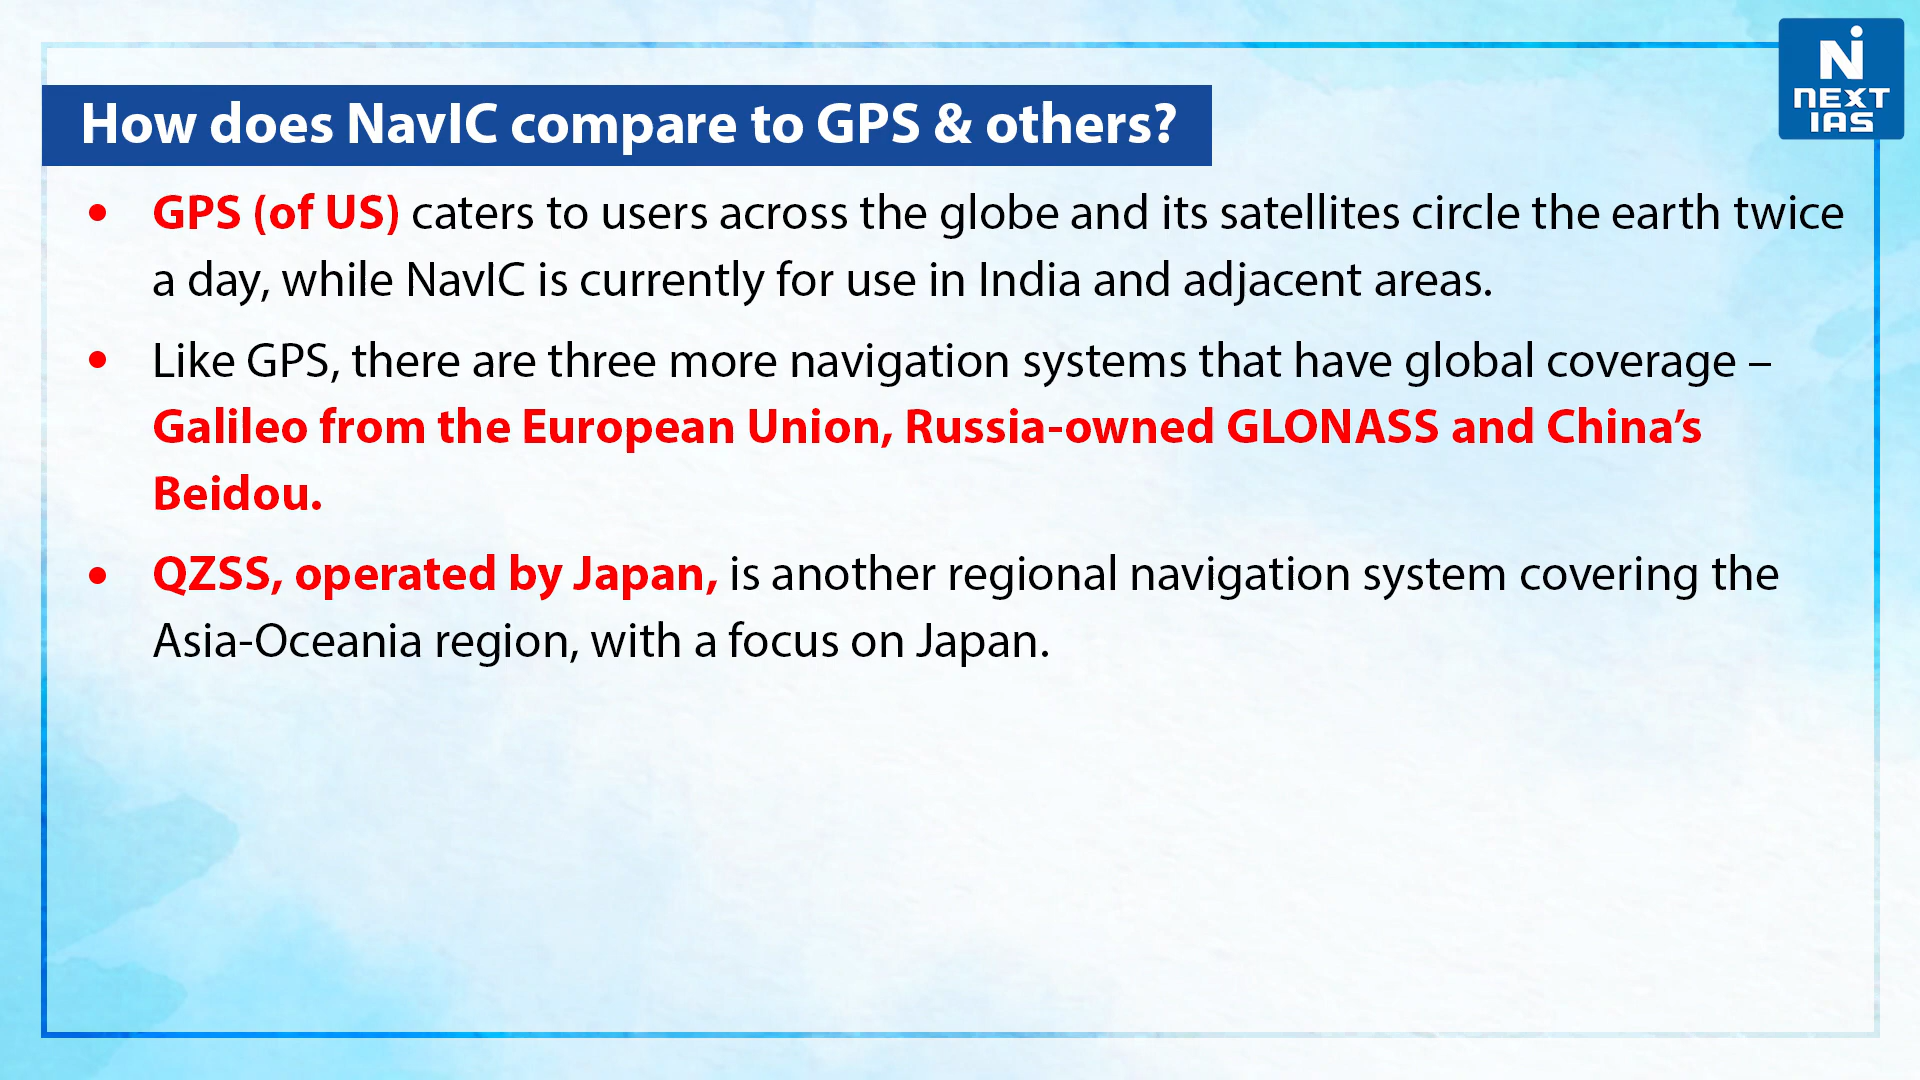 How does NavIC compare to GPS & others?
NEXT
IAS
• GPS (of US) caters to users across the globe and its satellites circle the earth twice
a day, while NavIC is currently for use in India and adjacent areas.
• Like GPS, there are three more navigation systems that have global coverage –
Galileo from the European Union, Russia-owned GLONASS and China’s
Beidou.
• QZSS, operated by Japan, is another regional navigation system covering the
Asia-Oceania region, with a focus on Japan.